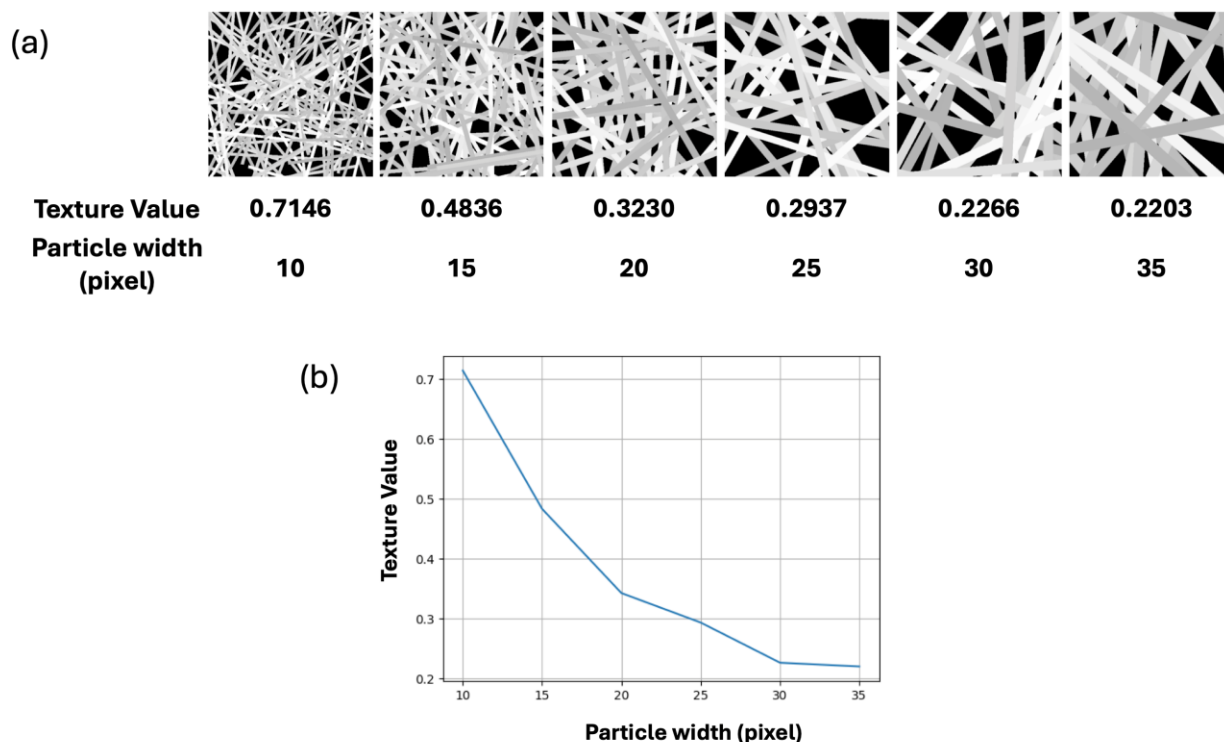 (a)
Texture Value 0.7146 0.4836 0.3230 0.2937 0.2266 0.2203
Particle width
(pixel) 10 15 20 25 30 35
(b)
0.7
0.6
0.5
0.4
0.3
0.2
Texture Value
10 15 20 25 30 35
Particle width (pixel)